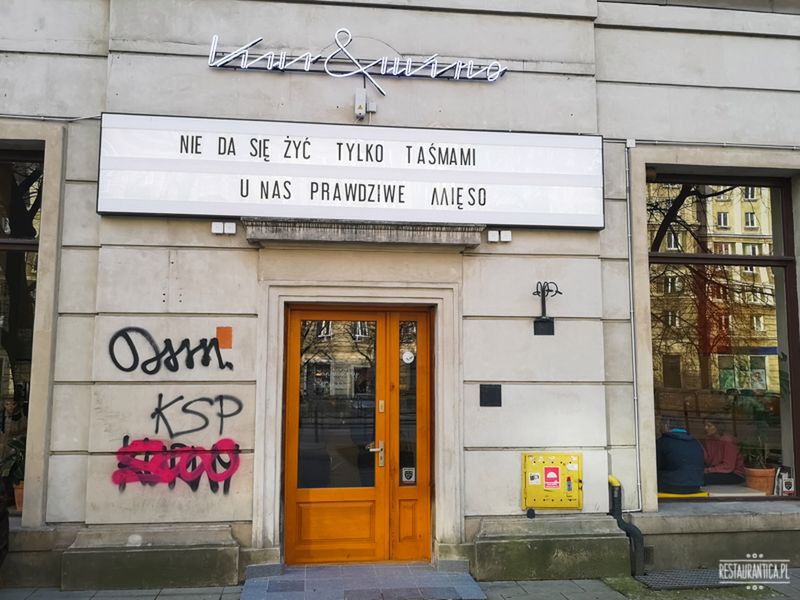 NIE DA SIĘ ŻYĆ TYLKO TAŚMAMI
U NAS PRAWDZIWE MIĘSO
KSP
RESTAURANTICA.PL